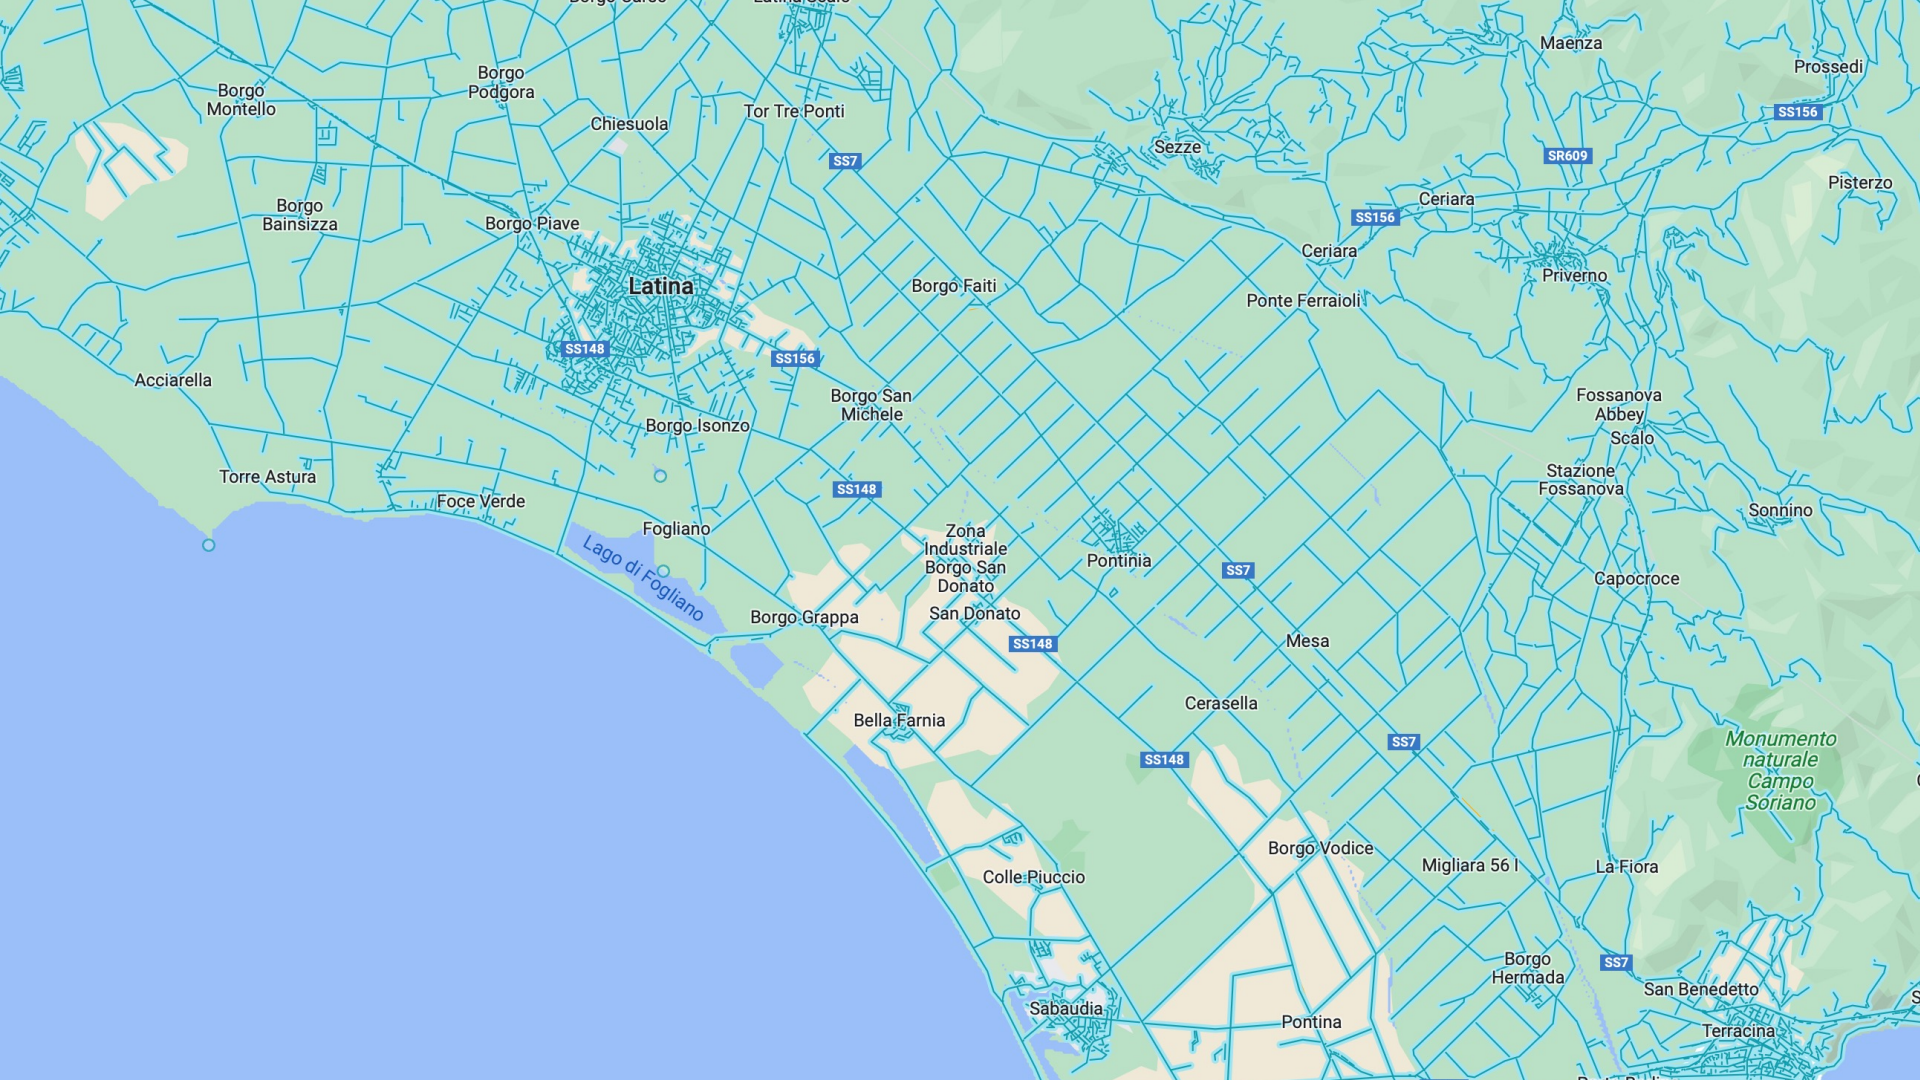 Latina Scalo
Maenza
Prossedi
Borgo
Podgora
Borgo
Montello
Tor Tre Ponti
SS156
Chiesuola
Sezze
SR609
SS7
Pisterzo
Ceriara
Borgo
Bainsizza
SS156
Borgo Piave
Ceriara
Priverno
Latina
Borgo Faiti
Ponte Ferraioli
SS148
SS156
Acciarella
Borgo San
Michele
Fossanova
Abbey
Borgo Isonzo
Scalo
Torre Astura
Stazione
Fossanova
SS148
Foce Verde
Sonnino
Fogliano
Zona
Industriale
Borgo San
Donato
Pontinia
Lago di Fogliano
SS7
Capocroce
Borgo Grappa
San Donato
SS148
Mesa
Cerasella
Bella Farnia
SS7
Monumento
naturale
Campo
Soriano
SS148
Borgo Vodice
Migliara 56 I
La Fiora
Colle Piuccio
Borgo
Hermada
SS7
San Benedetto
Sabaudia
Pontina
Terracina